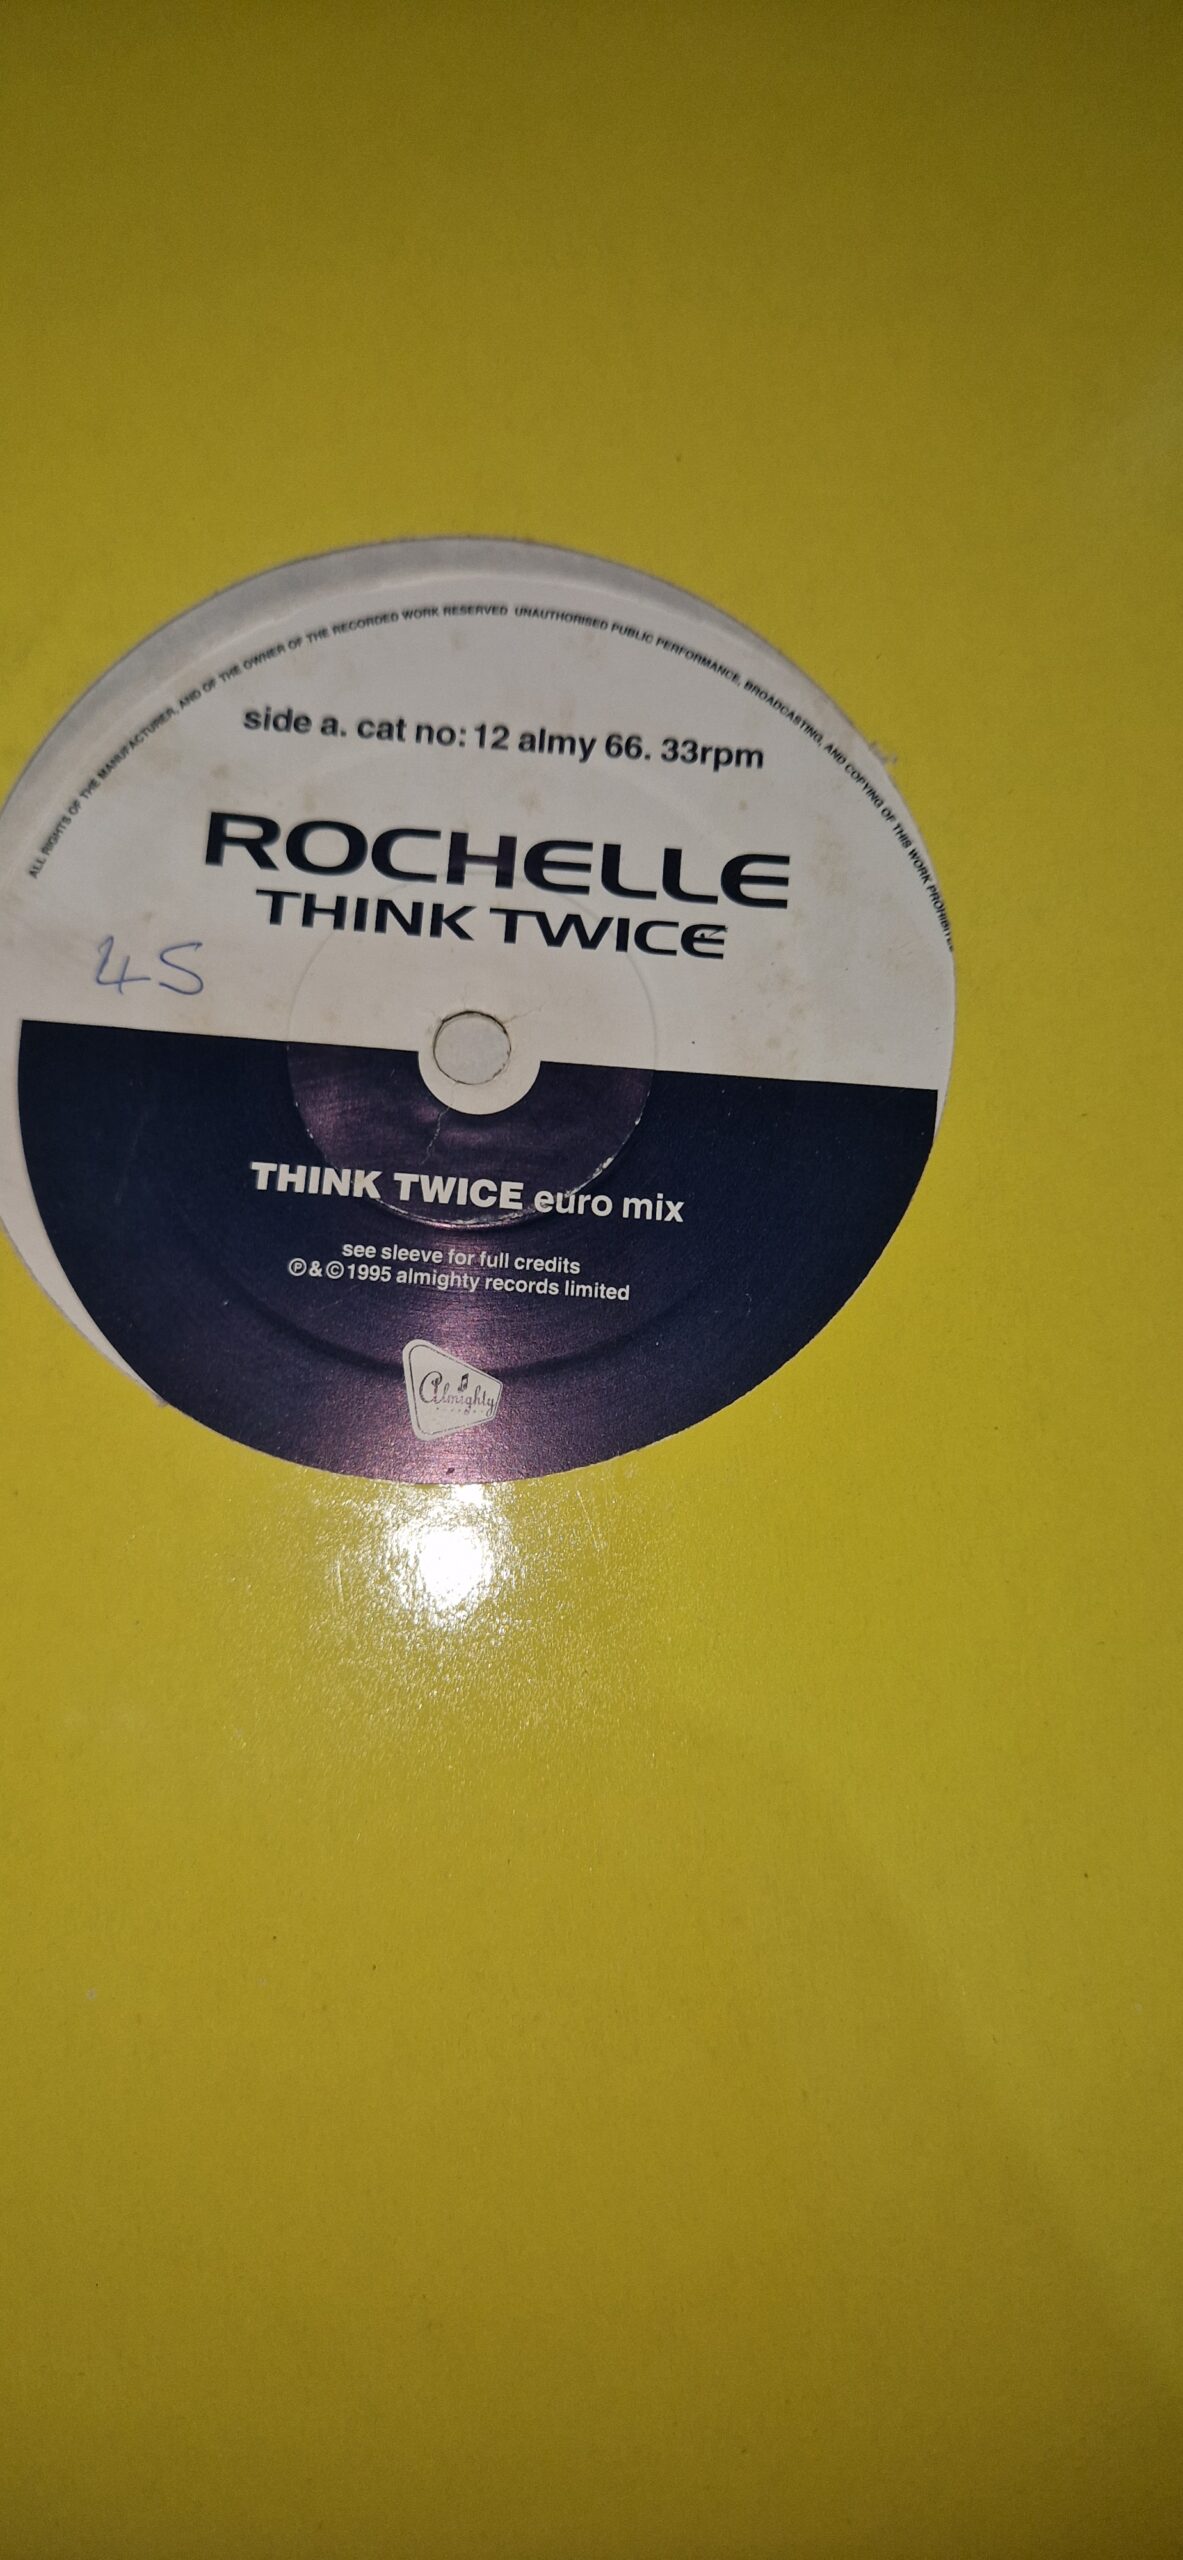 ALL RIGHTS OF THE MANUFACTURER, AND OF THE OWNER OF THE RECORDED WORK RESERVED UNAUTHORISED PUBLIC PERFORMANCE, BROADCASTING, AND COPYING OF THIS WORK PROHIBITED
side a. cat no: 12 almy 66. 33rpm
ROCHELLE
THINK TWICE
45
THINK TWICE euro mix
see sleeve for full credits
℗ & © 1995 almighty records limited
Almighty